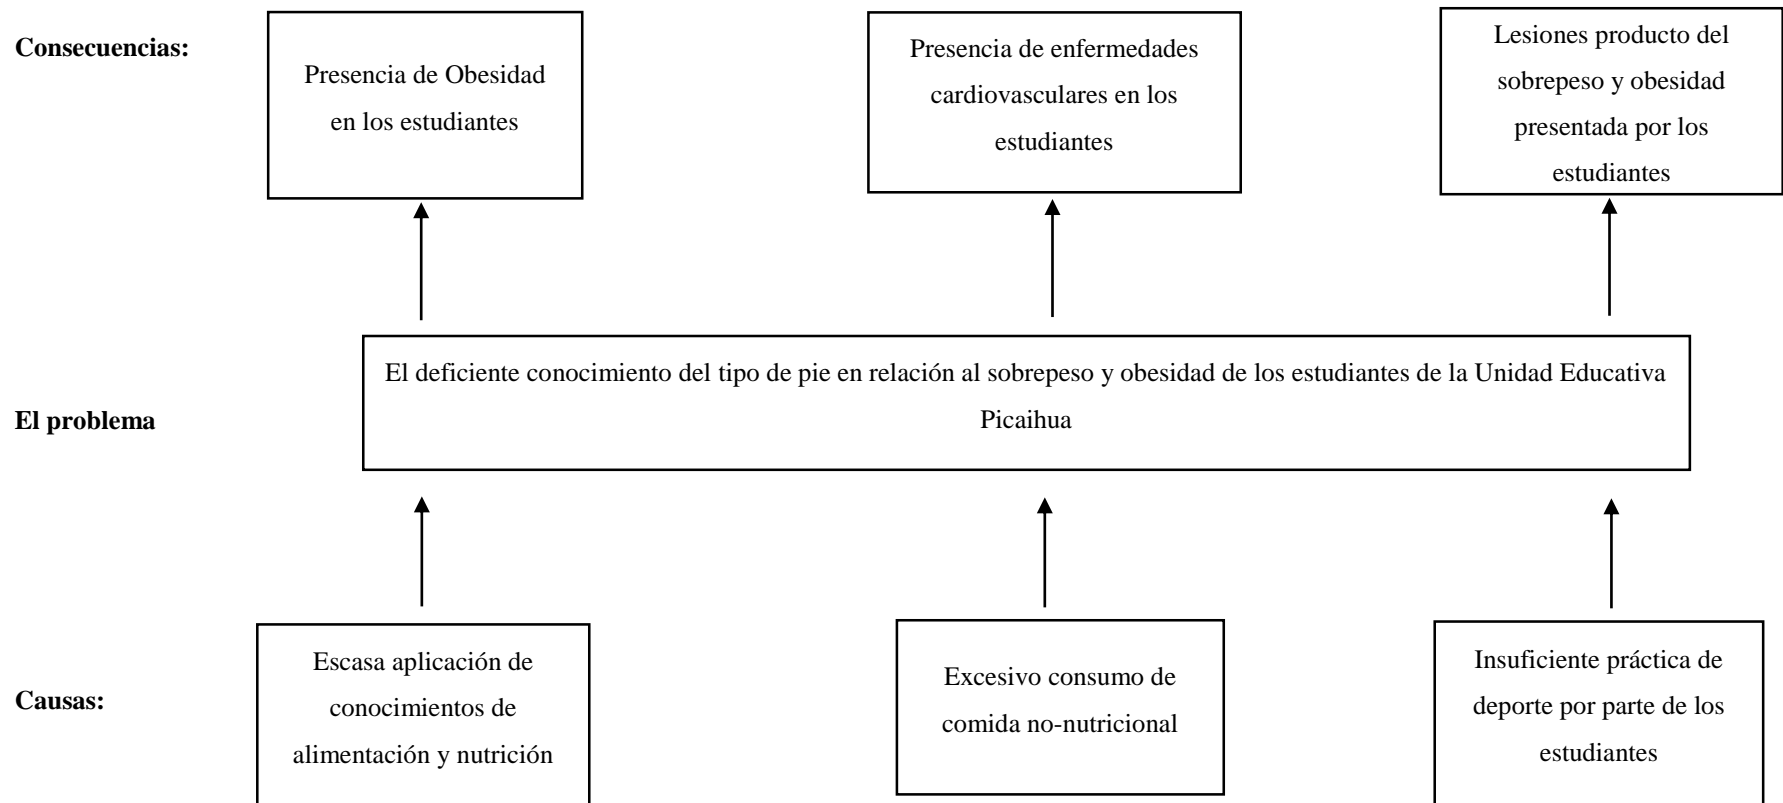 Consecuencias:
Presencia de Obesidad
en los estudiantes
Presencia de enfermedades
cardiovasculares en los
estudiantes
Lesiones producto del
sobrepeso y obesidad
presentada por los
estudiantes
El problema
El deficiente conocimiento del tipo de pie en relación al sobrepeso y obesidad de los estudiantes de la Unidad Educativa
Picaihua
Causas:
Escasa aplicación de
conocimientos de
alimentación y nutrición
Excesivo consumo de
comida no-nutricional
Insuficiente práctica de
deporte por parte de los
estudiantes